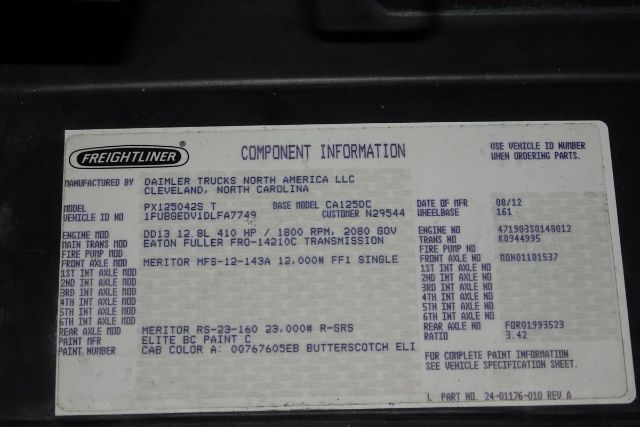 FREIGHTLINER®
COMPONENT INFORMATION
USE VEHICLE ID NUMBER
WHEN ORDERING PARTS.
MANUFACTURED BY DAIMLER TRUCKS NORTH AMERICA LLC
CLEVELAND, NORTH CAROLINA
MODEL PX125042S T BASE MODEL CA125DC DATE OF MFR 08/12
VEHICLE ID NO 1FUBGEDV1DLFA7749 CUSTOMER N29544 WHEELBASE 161
ENGINE MOD DD13 12.8L 410 HP / 1800 RPM, 2080 GOV ENGINE NO 471903S0148012
MAIN TRANS MOD EATON FULLER FRO-14210C TRANSMISSION TRANS NO K0944995
FIRE PUMP MOD FIRE PUMP NO
FRONT AXLE MOD MERITOR MFS-12-143A 12,000# FF1 SINGLE FRONT AXLE NO MON01101537
1ST INT AXLE MOD 1ST INT AXLE NO
2ND INT AXLE MOD 2ND INT AXLE NO
3RD INT AXLE MOD 3RD INT AXLE NO
4TH INT AXLE MOD 4TH INT AXLE NO
5TH INT AXLE MOD 5TH INT AXLE NO
6TH INT AXLE MOD 6TH INT AXLE NO
REAR AXLE MOD MERITOR RS-23-160 23,000# R-SRS REAR AXLE NO FOR01993523
PAINT MFR ELITE BC PAINT C RATIO 3.42
PAINT NUMBER CAB COLOR A: 00767605EB BUTTERSCOTCH ELI
FOR COMPLETE PAINT INFORMATION
SEE VEHICLE SPECIFICATION SHEET.
L PART NO. 24-01176-010 REV A